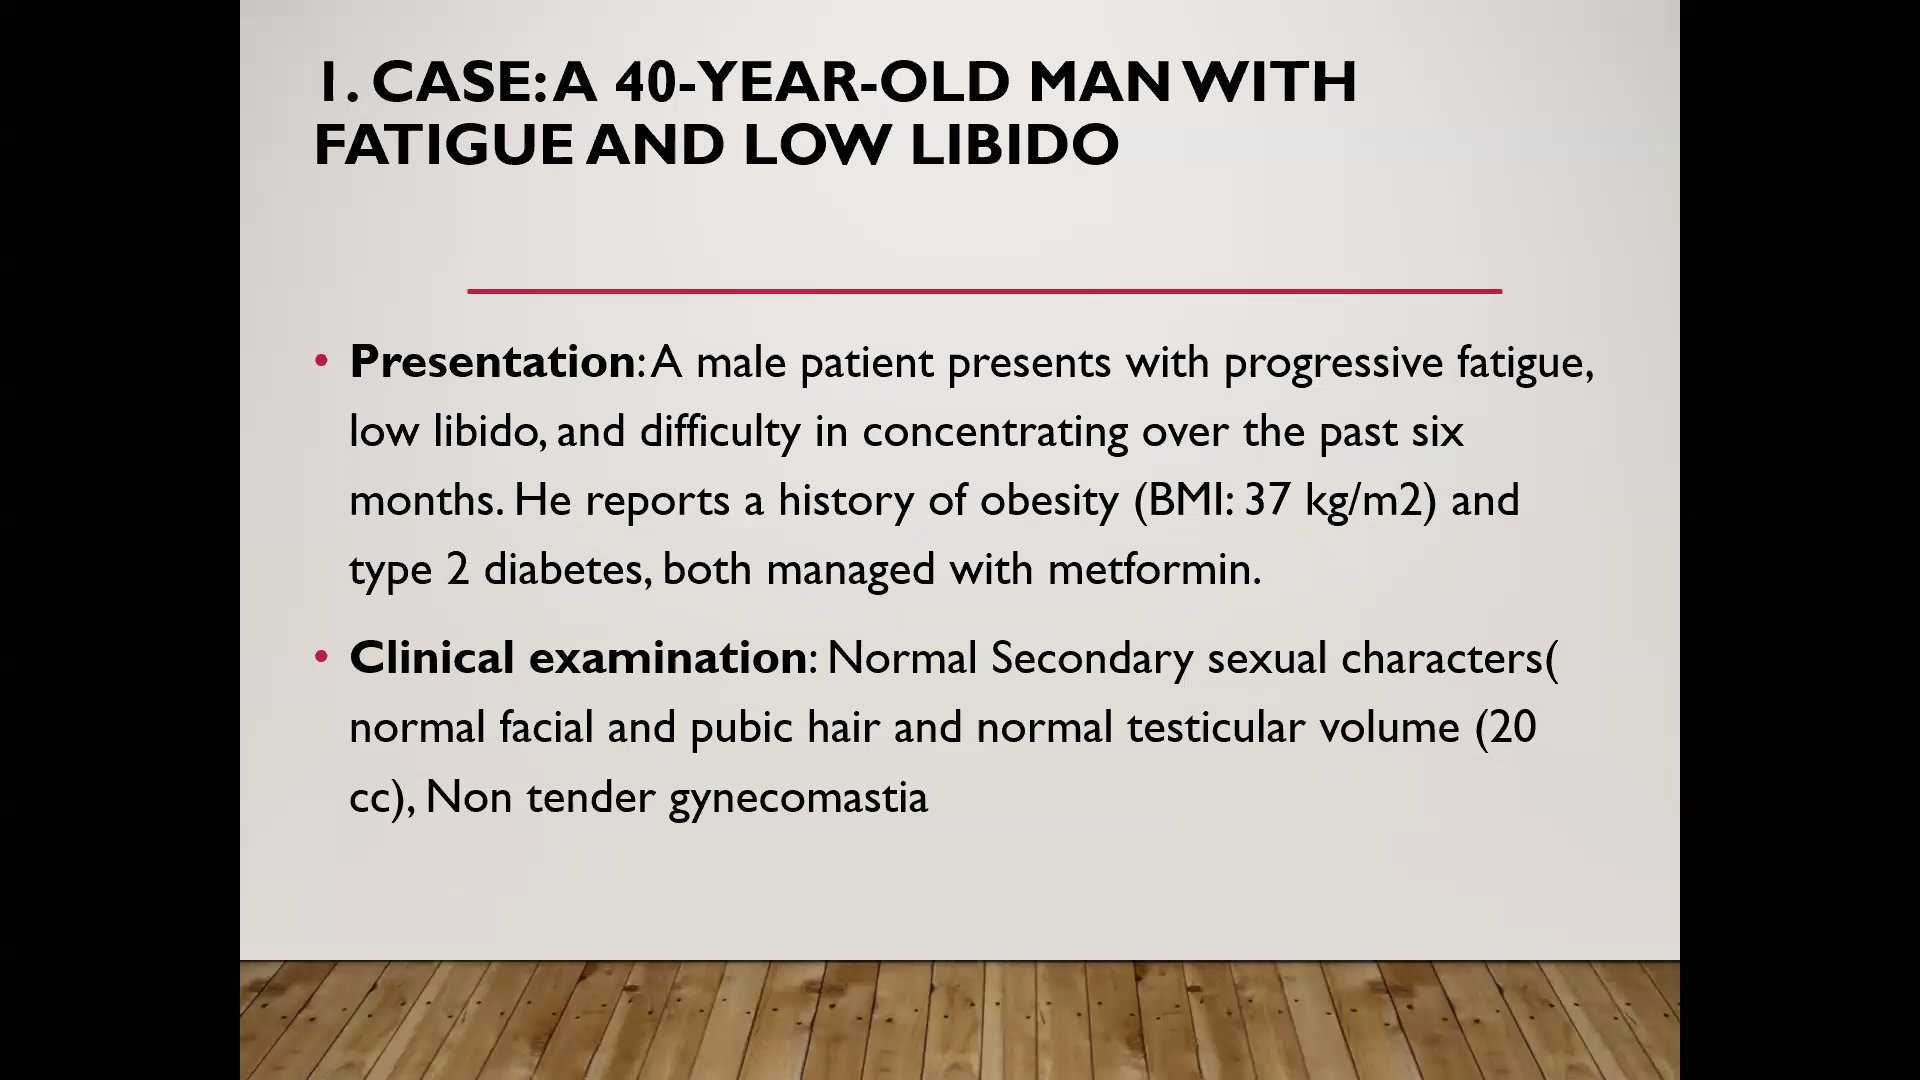 1. CASE: A 40-YEAR-OLD MAN WITH
FATIGUE AND LOW LIBIDO
• Presentation: A male patient presents with progressive fatigue,
low libido, and difficulty in concentrating over the past six
months. He reports a history of obesity (BMI: 37 kg/m2) and
type 2 diabetes, both managed with metformin.
• Clinical examination: Normal Secondary sexual characters(
normal facial and pubic hair and normal testicular volume (20
cc), Non tender gynecomastia